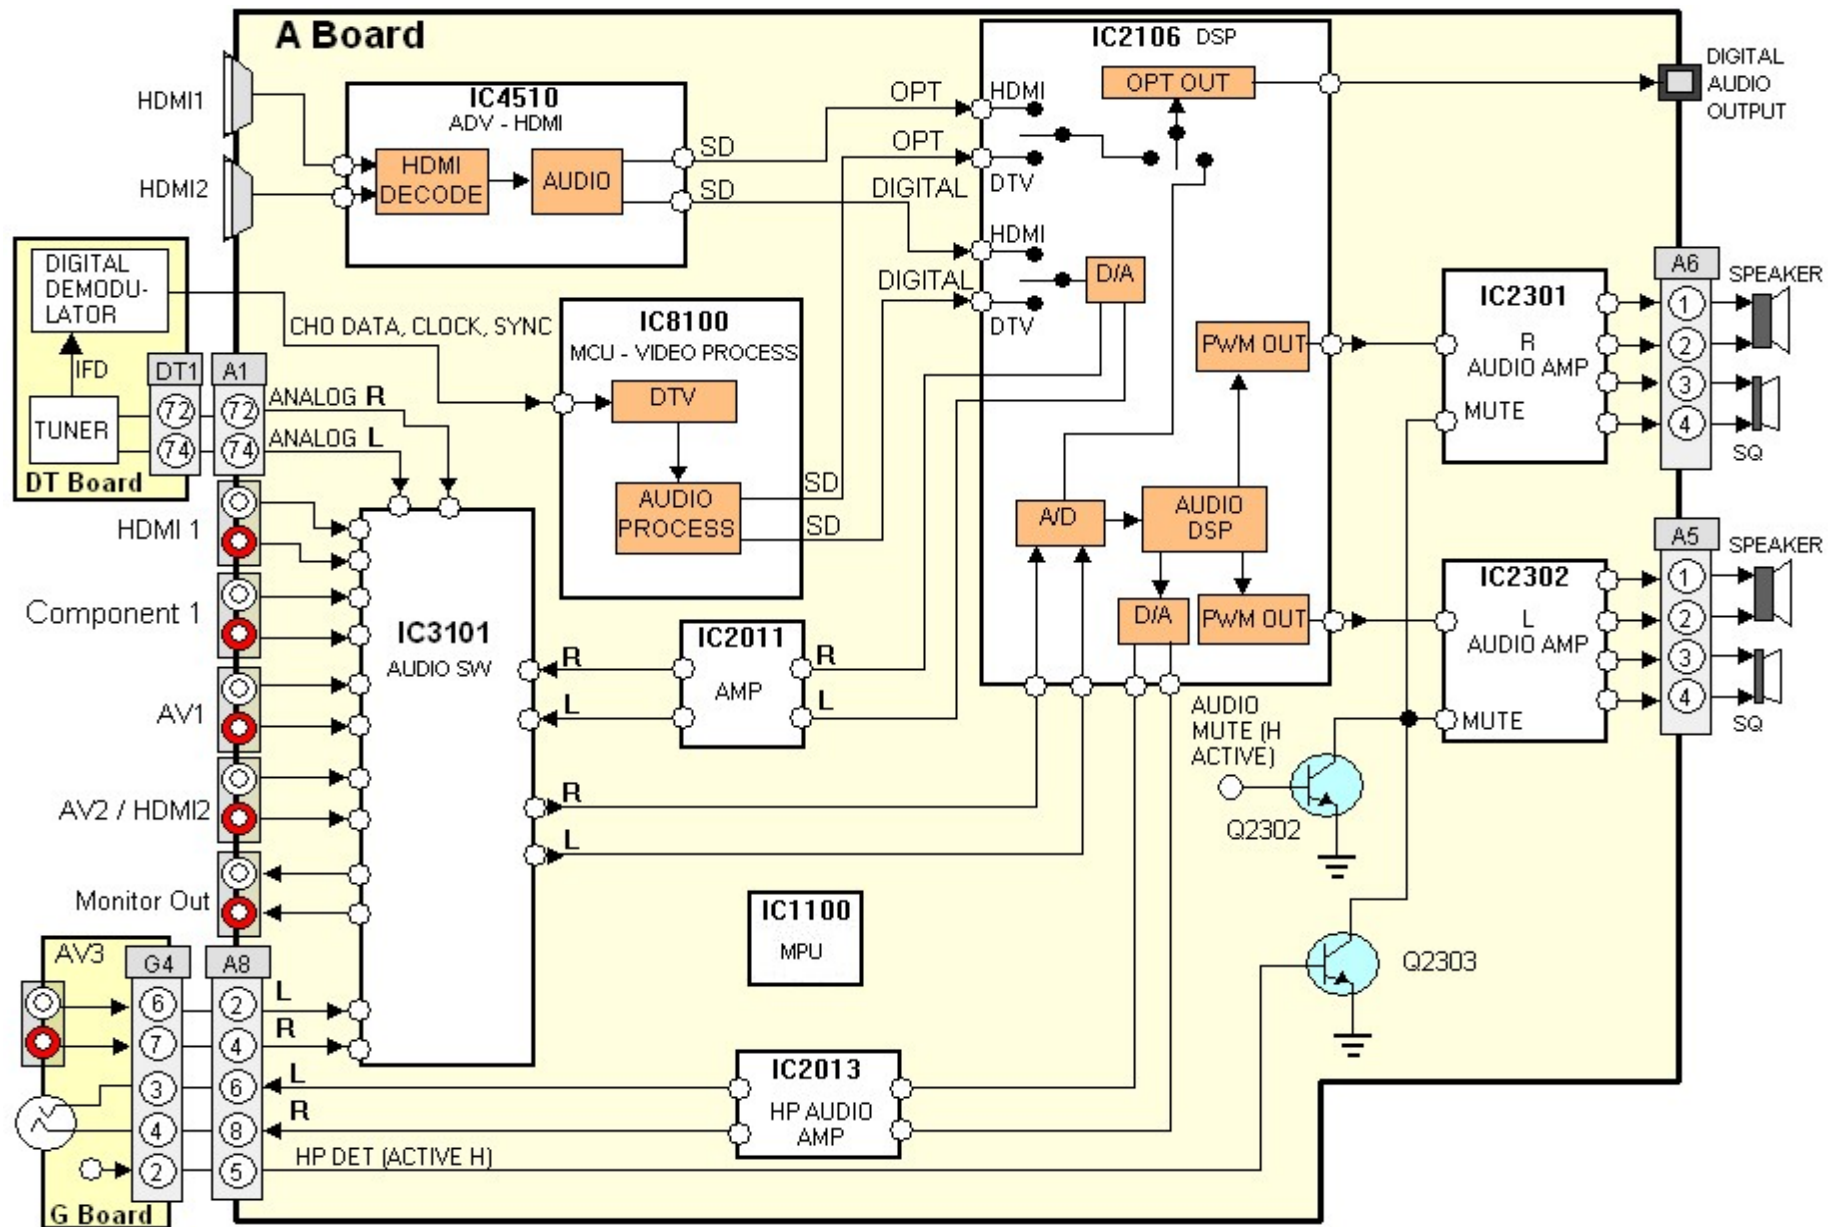 A Board
IC2106 DSP
DIGITAL
AUDIO
OUTPUT
HDMI1
HDMI2
IC4510
ADV - HDMI
HDMI
DECODE
AUDIO
SD
SD
OPT
OPT
DIGITAL
DIGITAL
HDMI
DTV
HDMI
DTV
OPT OUT
D/A
PWM OUT
A/D
AUDIO
DSP
D/A
PWM OUT
DIGITAL
DEMODU-
LATOR
IFD
TUNER
DT Board
DT1
72
74
A1
72
74
CHO DATA, CLOCK, SYNC
ANALOG R
ANALOG L
IC8100
MCU - VIDEO PROCESS
DTV
AUDIO
PROCESS
SD
SD
IC2301
R
AUDIO AMP
MUTE
A6
1
2
3
4
SPEAKER
SQ
IC2302
L
AUDIO AMP
MUTE
A5
1
2
3
4
SPEAKER
SQ
HDMI 1
Component 1
AV1
AV2 / HDMI2
Monitor Out
IC3101
AUDIO SW
IC2011
AMP
R
L
R
L
R
L
AUDIO
MUTE (H
ACTIVE)
Q2302
Q2303
IC1100
MPU
AV3
G4
6
7
3
4
2
A8
2
4
6
8
5
L
R
L
R
HP DET (ACTIVE H)
IC2013
HP AUDIO
AMP
G Board